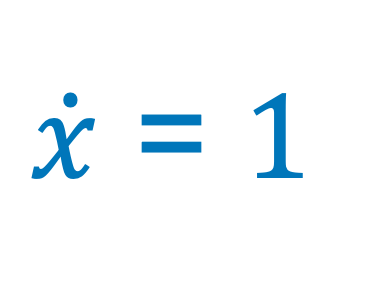 ẋ = 1